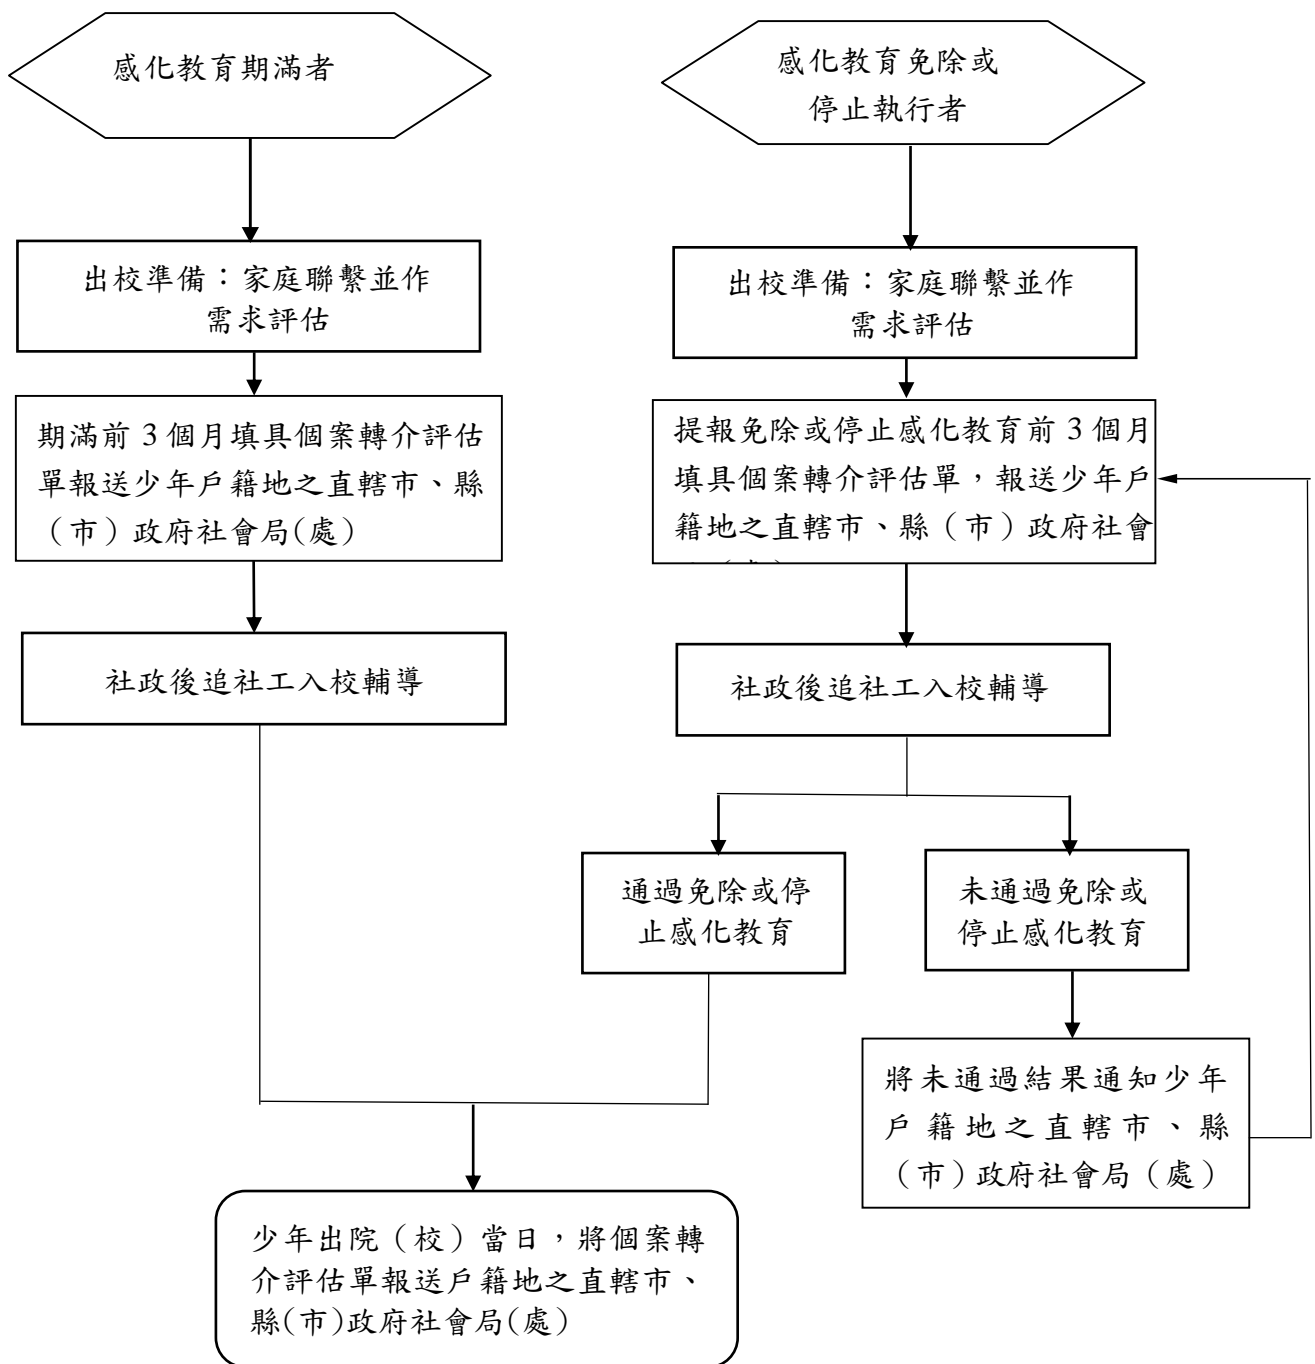 感化教育期滿者
感化教育免除或
停止執行者
出校準備：家庭聯繫並作
需求評估
出校準備：家庭聯繫並作
需求評估
期滿前 3 個月填具個案轉介評估
單報送少年戶籍地之直轄市、縣
（市）政府社會局(處)
提報免除或停止感化教育前 3 個月
填具個案轉介評估單，報送少年戶
籍地之直轄市、縣（市）政府社會
社政後追社工入校輔導
社政後追社工入校輔導
通過免除或停
止感化教育
未通過免除或
停止感化教育
將未通過結果通知少年
戶籍地之直轄市、縣
（市）政府社會局（處）
少年出院（校）當日，將個案轉
介評估單報送戶籍地之直轄市、
縣(市)政府社會局(處)